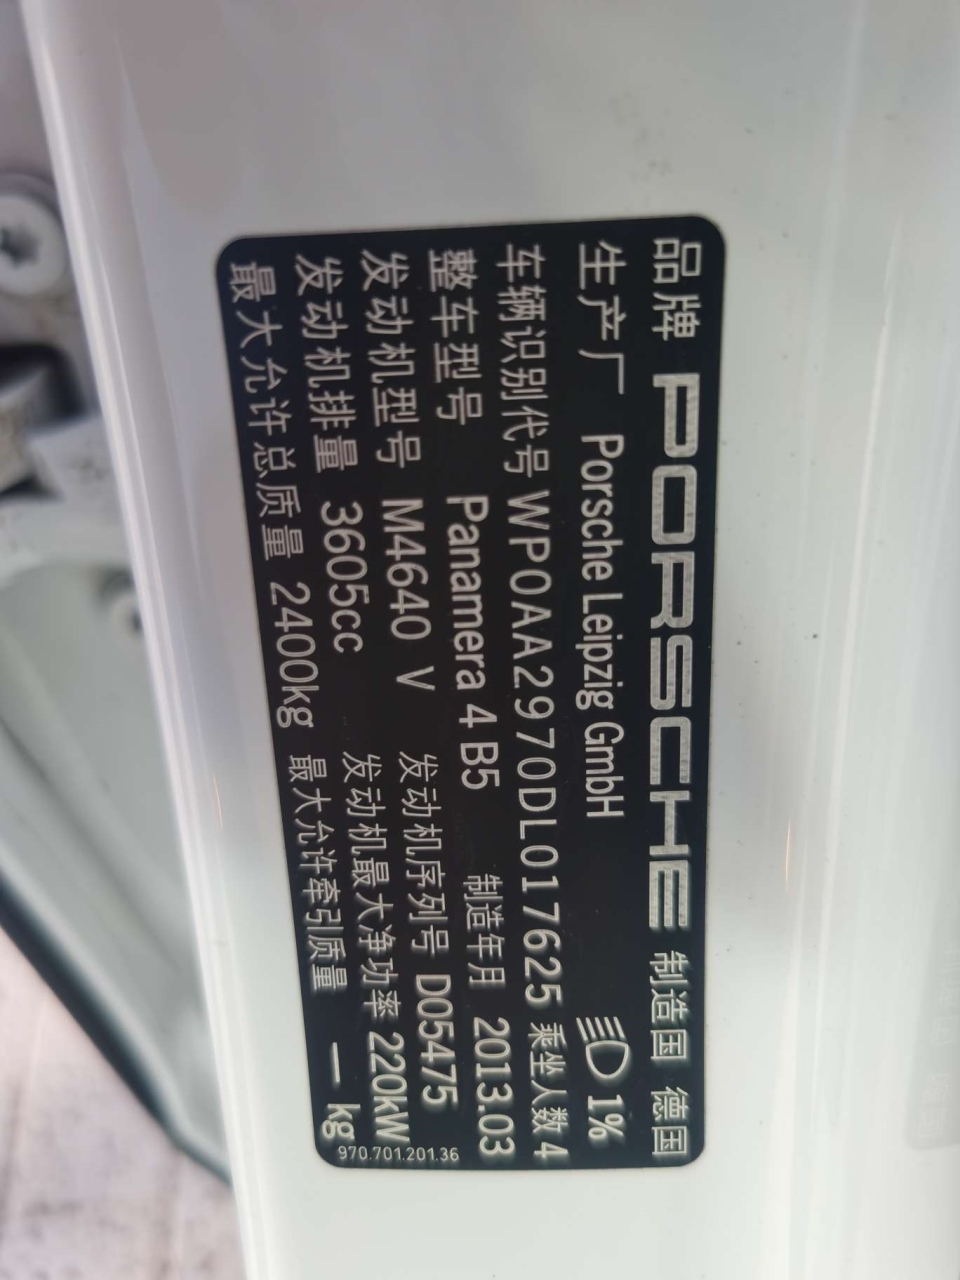 品牌 PORSCHE 制造国 德国
生产厂 Porsche Leipzig GmbH 1%
车辆识别代号 WP0AA2970DL017625 乘坐人数 4
整车型号 Panamera 4 B5 制造年月 2013.03
发动机型号 M4640 V 发动机序列号 D05475
发动机排量 3605cc 发动机最大净功率 220kW
最大允许总质量 2400kg 最大允许牵引质量 — kg
970.701.201.36